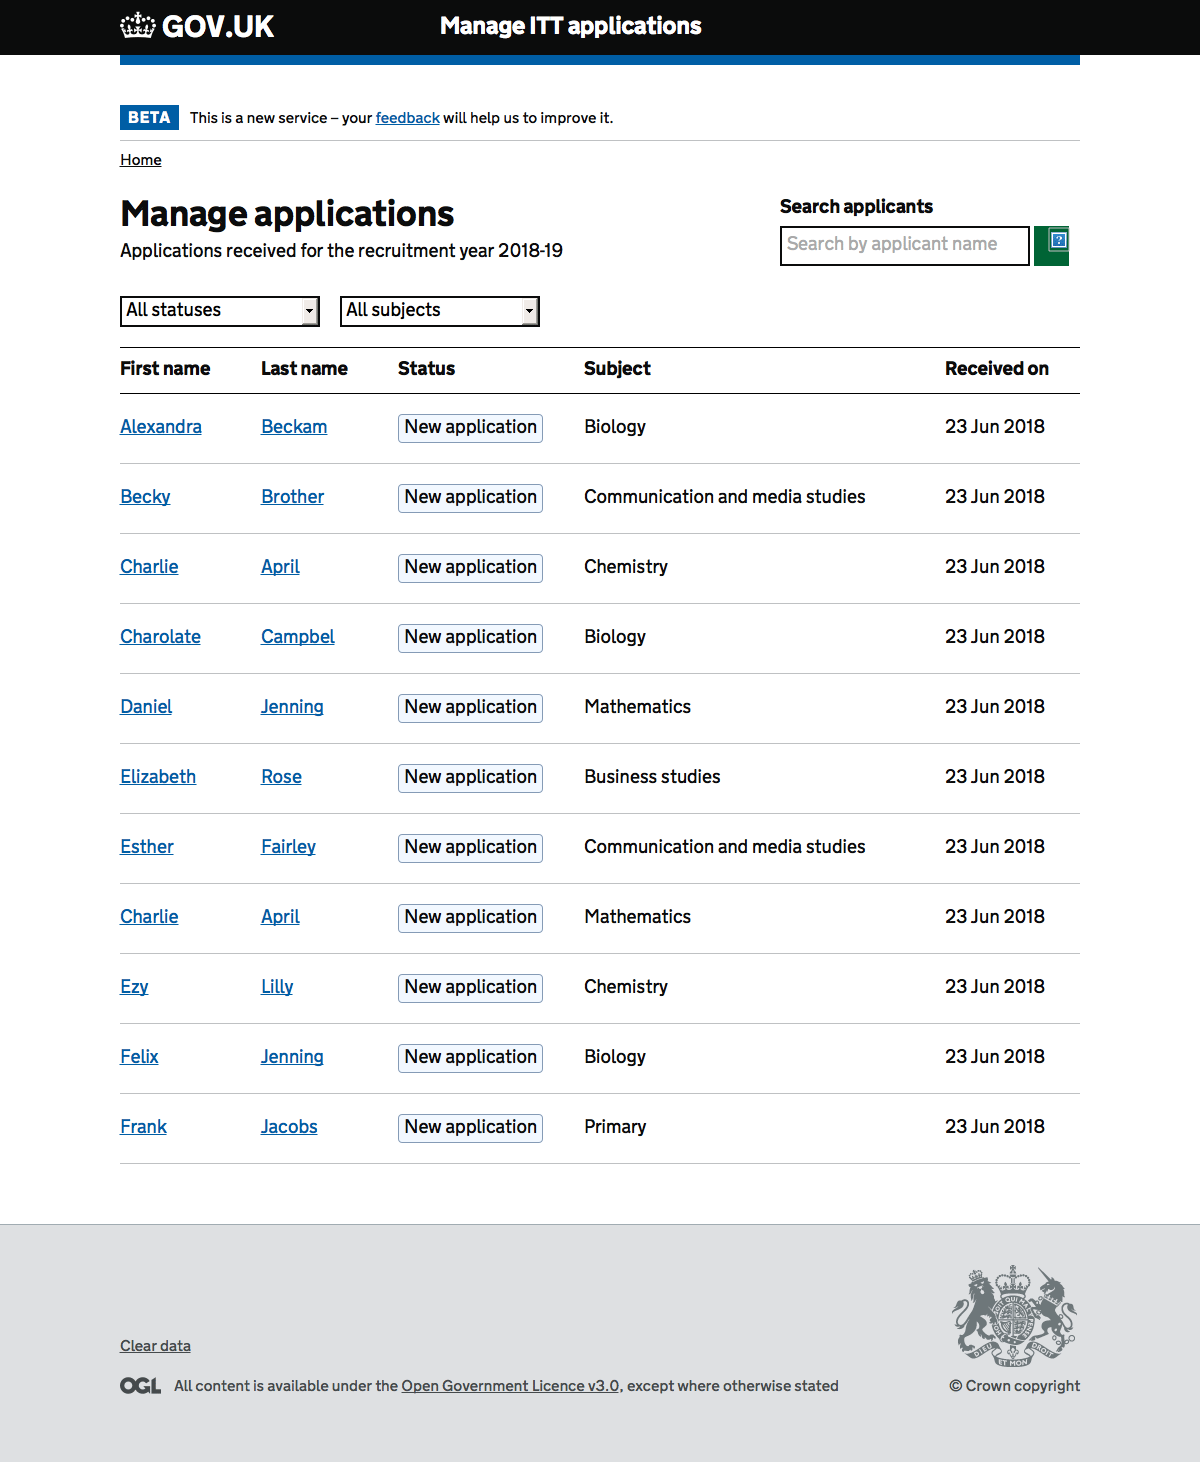 GOV.UK Manage ITT applications
BETA This is a new service – your feedback will help us to improve it.
Home
Manage applications
Applications received for the recruitment year 2018-19
Search applicants
Search by applicant name
All statuses All subjects
First name Last name Status Subject Received on
Alexandra Beckam New application Biology 23 Jun 2018
Becky Brother New application Communication and media studies 23 Jun 2018
Charlie April New application Chemistry 23 Jun 2018
Charolate Campbel New application Biology 23 Jun 2018
Daniel Jenning New application Mathematics 23 Jun 2018
Elizabeth Rose New application Business studies 23 Jun 2018
Esther Fairley New application Communication and media studies 23 Jun 2018
Charlie April New application Mathematics 23 Jun 2018
Ezy Lilly New application Chemistry 23 Jun 2018
Felix Jenning New application Biology 23 Jun 2018
Frank Jacobs New application Primary 23 Jun 2018
Clear data
OGL All content is available under the Open Government Licence v3.0, except where otherwise stated
DIEU ET MON DROIT
© Crown copyright